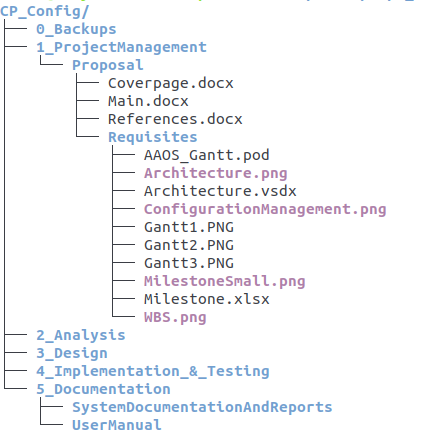 CP_Config/
0_Backups
1_ProjectManagement
Proposal
Coverpage.docx
Main.docx
References.docx
Requisites
AAOS_Gantt.pod
Architecture.png
Architecture.vsdx
ConfigurationManagement.png
Gantt1.PNG
Gantt2.PNG
Gantt3.PNG
MilestoneSmall.png
Milestone.xlsx
WBS.png
2_Analysis
3_Design
4_Implementation_&_Testing
5_Documentation
SystemDocumentationAndReports
UserManual